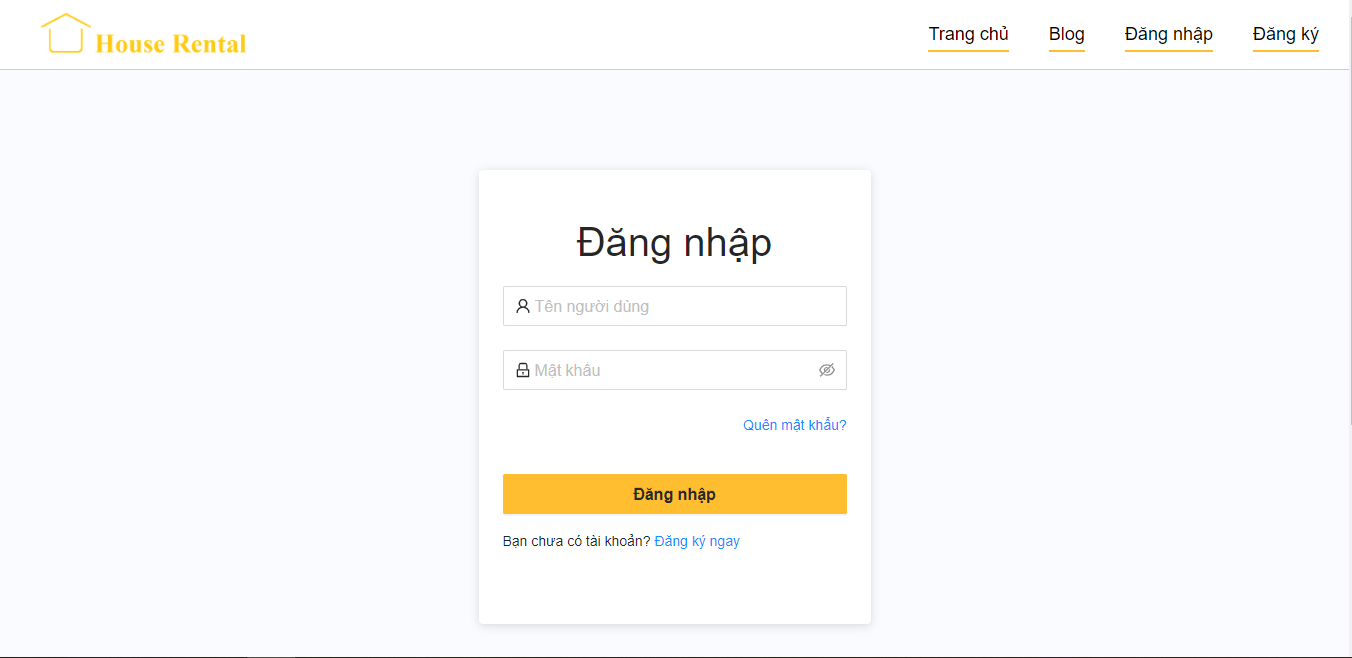 House Rental
Trang chủ Blog Đăng nhập Đăng ký
Đăng nhập
Tên người dùng
Mật khẩu
Quên mật khẩu?
Đăng nhập
Bạn chưa có tài khoản? Đăng ký ngay